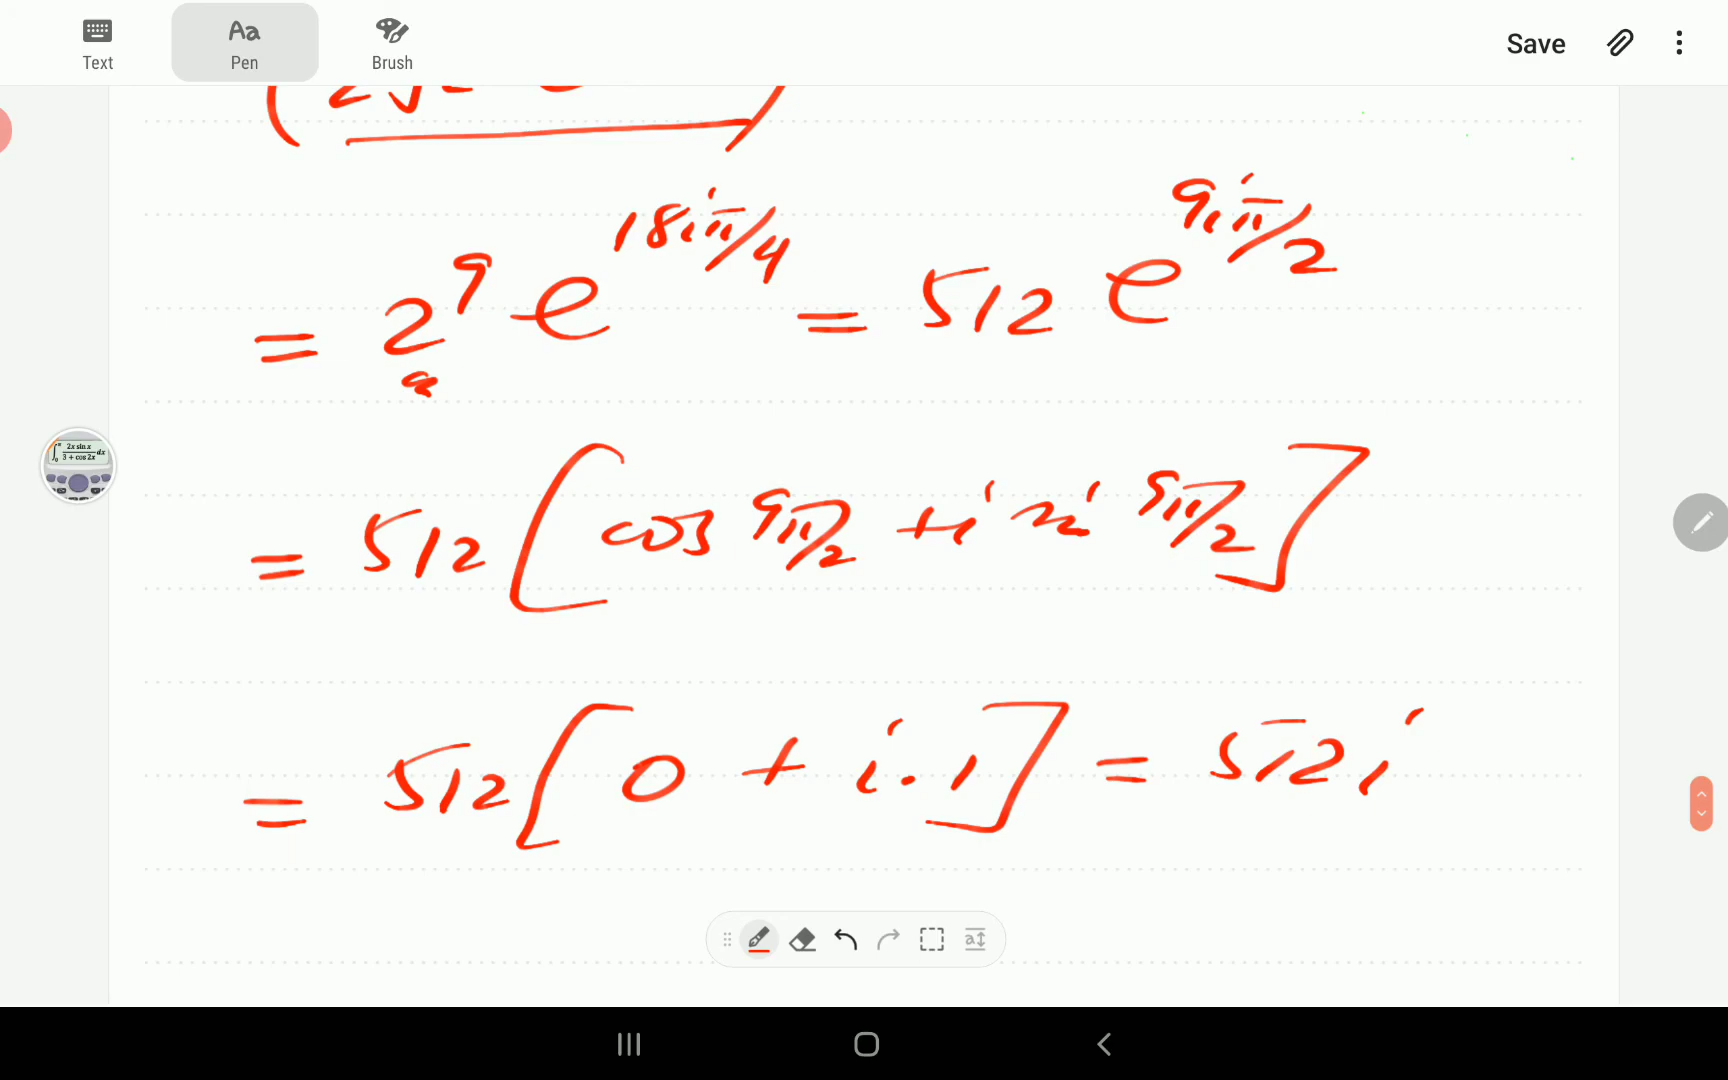 Text Pen Brush Save
= 2^9 e^{18iπ/4} = 512 e^{9iπ/2}
= 512 [ cos 9π/2 + i sin 9π/2 ]
= 512 [ 0 + i · 1 ] = 512 i